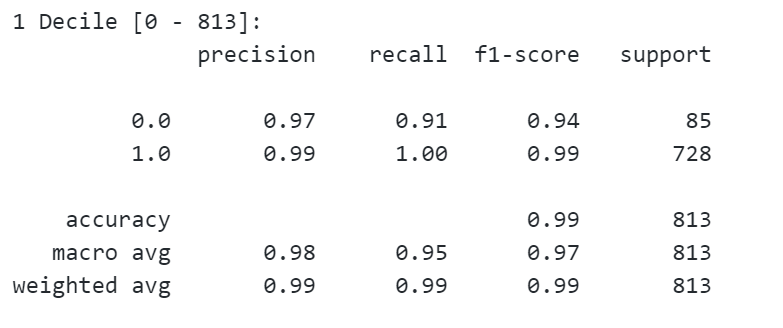 1 Decile [0 - 813]:
precision recall f1-score support
0.0 0.97 0.91 0.94 85
1.0 0.99 1.00 0.99 728
accuracy 0.99 813
macro avg 0.98 0.95 0.97 813
weighted avg 0.99 0.99 0.99 813